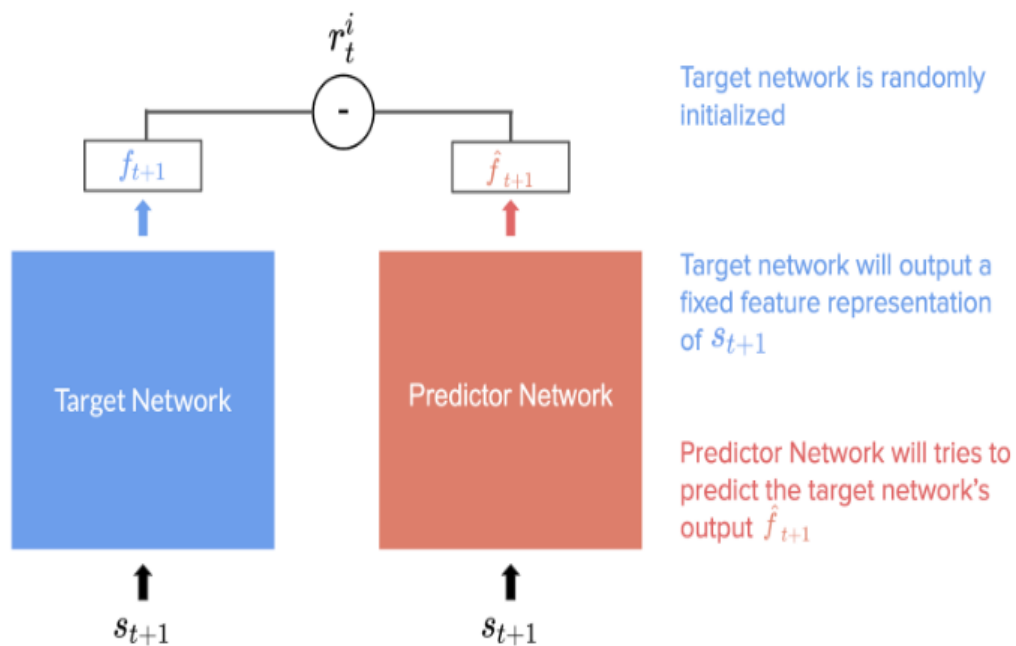 r_t^i
-
f_{t+1}
f̂_{t+1}
Target Network
Predictor Network
s_{t+1}
s_{t+1}
Target network is randomly
initialized
Target network will output a
fixed feature representation
of s_{t+1}
Predictor Network will tries to
predict the target network's
output f̂_{t+1}